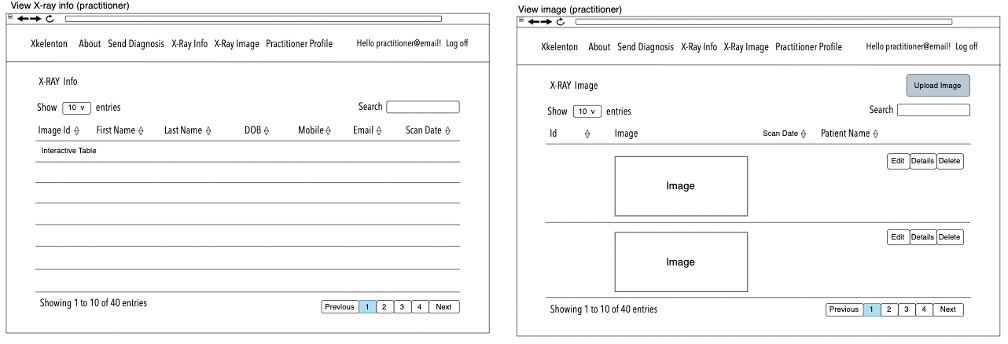 View X-ray info (practitioner)
Xkelenton About Send Diagnosis X-Ray Info X-Ray Image Practitioner Profile Hello practitioner@email! Log off
X-RAY Info
Show 10 v entries Search
Image Id First Name Last Name DOB Mobile Email Scan Date
Interactive Table
Showing 1 to 10 of 40 entries Previous 1 2 3 4 Next
View image (practitioner)
Xkelenton About Send Diagnosis X-Ray Info X-Ray Image Practitioner Profile Hello practitioner@email! Log off
X-RAY Image Upload Image
Show 10 v entries Search
Id Image Scan Date Patient Name
Edit Details Delete
Image
Edit Details Delete
Image
Showing 1 to 10 of 40 entries Previous 1 2 3 4 Next